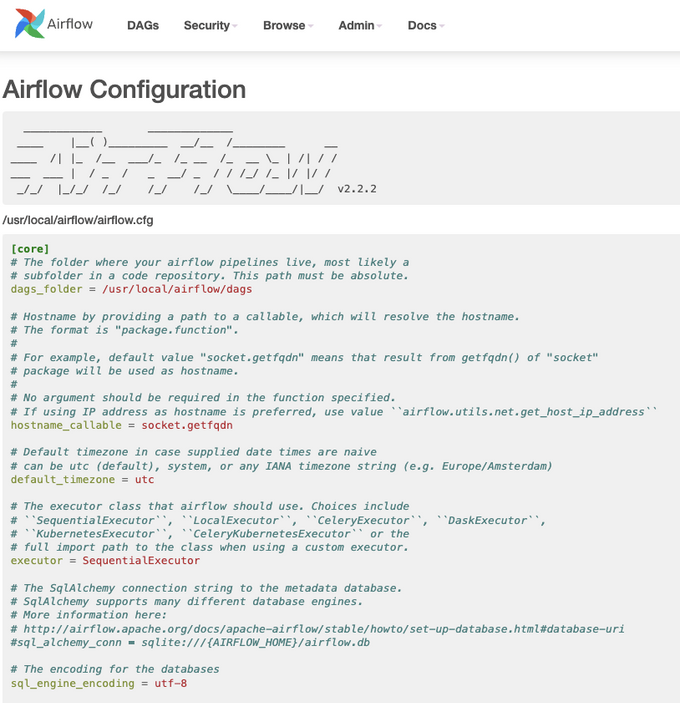 Airflow
DAGs Security Browse Admin Docs
Airflow Configuration
  ____________       _____________
 ____    |__( )_________  __/__  /________      __
____  /| |_  /__  ___/_  /_ __  /_  __ \_ | /| / /
___  ___ |  / _  /   _  __/ _  / / /_/ /_ |/ |/ /
 _/_/  |_/_/  /_/    /_/    /_/  \____/____/|__/  v2.2.2
/usr/local/airflow/airflow.cfg
[core]
# The folder where your airflow pipelines live, most likely a
# subfolder in a code repository. This path must be absolute.
dags_folder = /usr/local/airflow/dags
# Hostname by providing a path to a callable, which will resolve the hostname.
# The format is "package.function".
#
# For example, default value "socket.getfqdn" means that result from getfqdn() of "socket"
# package will be used as hostname.
#
# No argument should be required in the function specified.
# If using IP address as hostname is preferred, use value ``airflow.utils.net.get_host_ip_address``
hostname_callable = socket.getfqdn
# Default timezone in case supplied date times are naive
# can be utc (default), system, or any IANA timezone string (e.g. Europe/Amsterdam)
default_timezone = utc
# The executor class that airflow should use. Choices include
# ``SequentialExecutor``, ``LocalExecutor``, ``CeleryExecutor``, ``DaskExecutor``,
# ``KubernetesExecutor``, ``CeleryKubernetesExecutor`` or the
# full import path to the class when using a custom executor.
executor = SequentialExecutor
# The SqlAlchemy connection string to the metadata database.
# SqlAlchemy supports many different database engines.
# More information here:
# http://airflow.apache.org/docs/apache-airflow/stable/howto/set-up-database.html#database-uri
#sql_alchemy_conn = sqlite:///{AIRFLOW_HOME}/airflow.db
# The encoding for the databases
sql_engine_encoding = utf-8